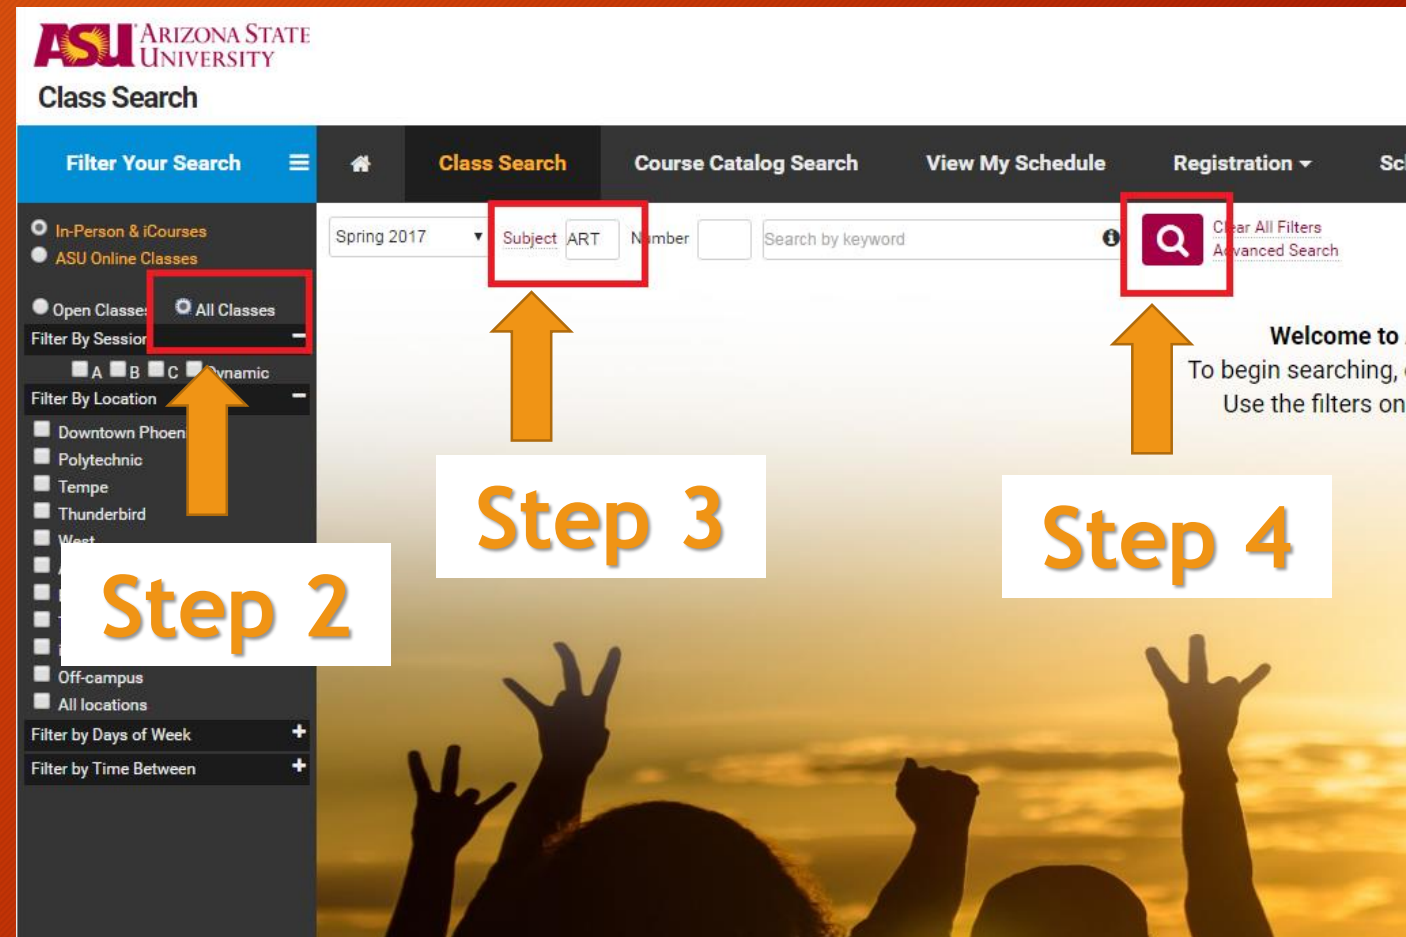 ASU ARIZONA STATE
UNIVERSITY
Class Search
Filter Your Search
Class Search
Course Catalog Search
View My Schedule
Registration
In-Person & iCourses
ASU Online Classes
Open Classes
All Classes
Filter By Session
A B C Dynamic
Filter By Location
Downtown Phoeni
Polytechnic
Tempe
Thunderbird
West
Off-campus
All locations
Filter by Days of Week
Filter by Time Between
Spring 2017
Subject ART
Number
Search by keyword
Clear All Filters
Advanced Search
Welcome to
To begin searching,
Use the filters on
Step 2
Step 3
Step 4